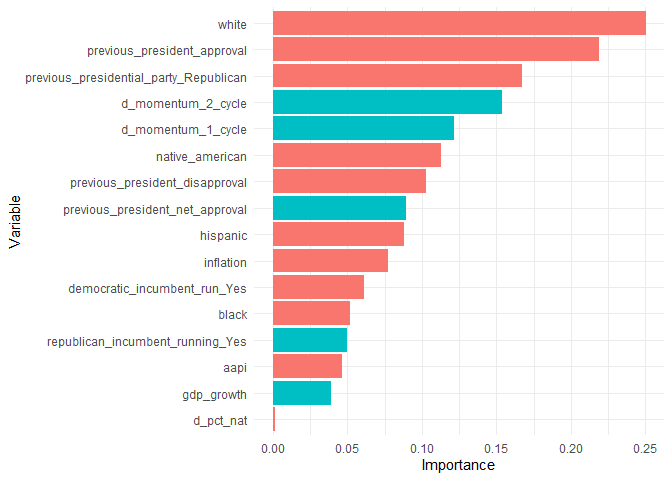 white
previous_president_approval
previous_presidential_party_Republican
d_momentum_2_cycle
d_momentum_1_cycle
native_american
previous_president_disapproval
previous_president_net_approval
hispanic
inflation
democratic_incumbent_run_Yes
black
republican_incumbent_running_Yes
aapi
gdp_growth
d_pct_nat
Variable
0.00 0.05 0.10 0.15 0.20 0.25
Importance